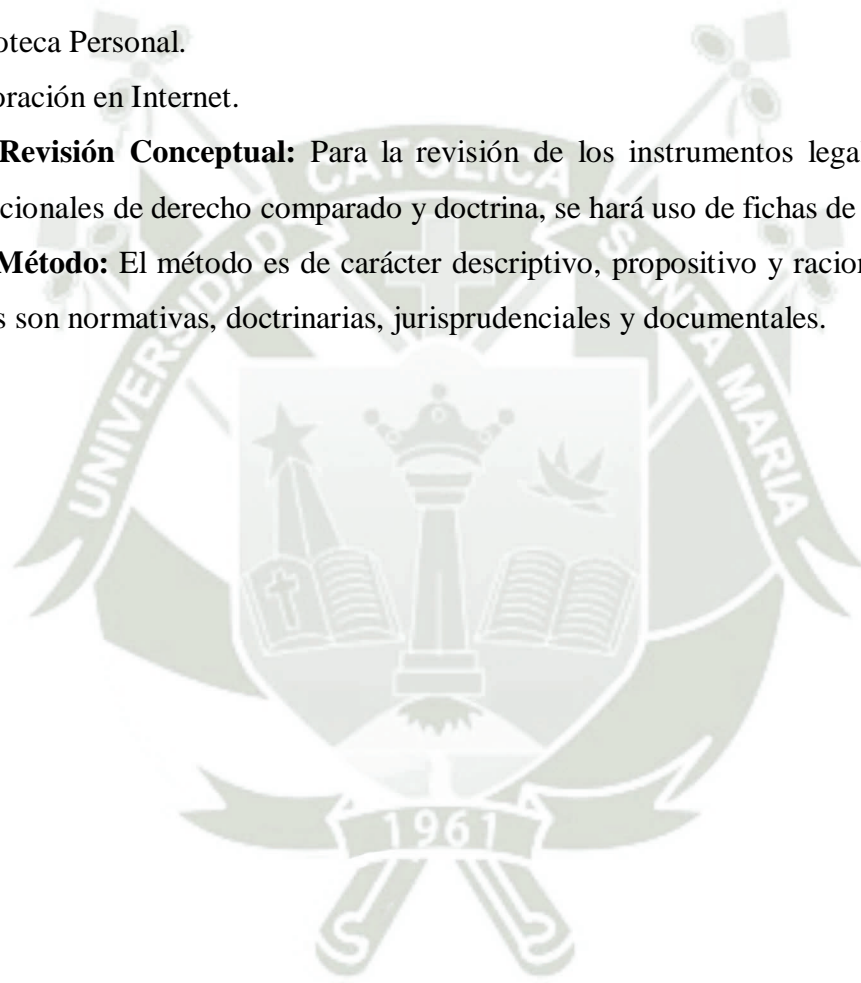 oteca Personal.
oración en Internet.
Revisión Conceptual: Para la revisión de los instrumentos lega
cionales de derecho comparado y doctrina, se hará uso de fichas de
Método: El método es de carácter descriptivo, propositivo y racion
s son normativas, doctrinarias, jurisprudenciales y documentales.
UNIVERSIDAD CATOLICA SANTA MARIA
1961